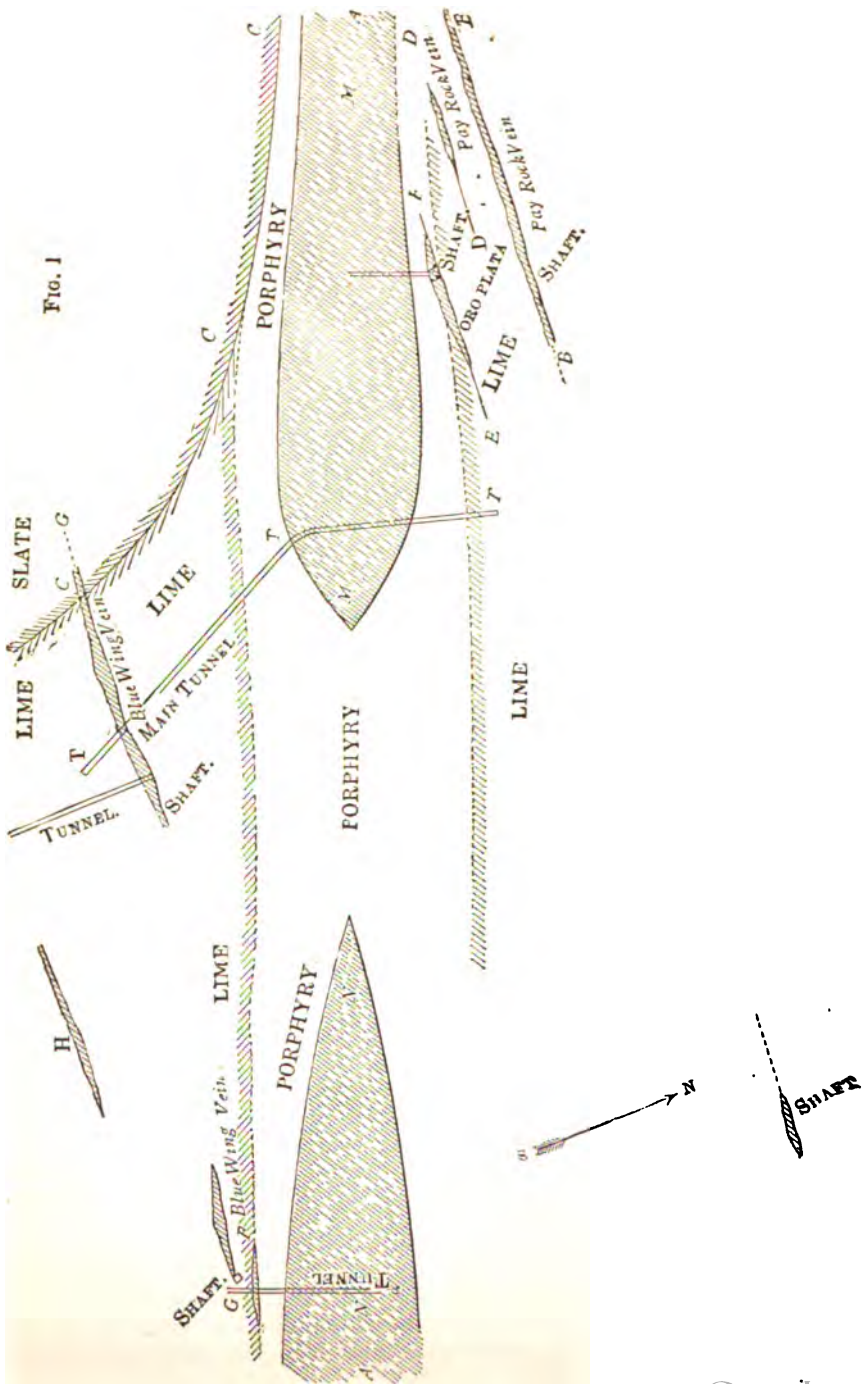 FIG. 1
SLATE
G
C
LIME
Blue Wing Vein
LIME
T
MAIN TUNNEL
T
T
TUNNEL.
SHAFT.
H
C
C
PORPHYRY
M
A
M
PORPHYRY
D
Pay Rock Vein
E
D
SHAFT.
ORO PLATA
Pay Rock Vein
SHAFT.
B
LIME
E
LIME
LIME
Blue Wing Vein
SHAFT.
G
PORPHYRY
N
TUNNEL
N
S
N
SHAFT